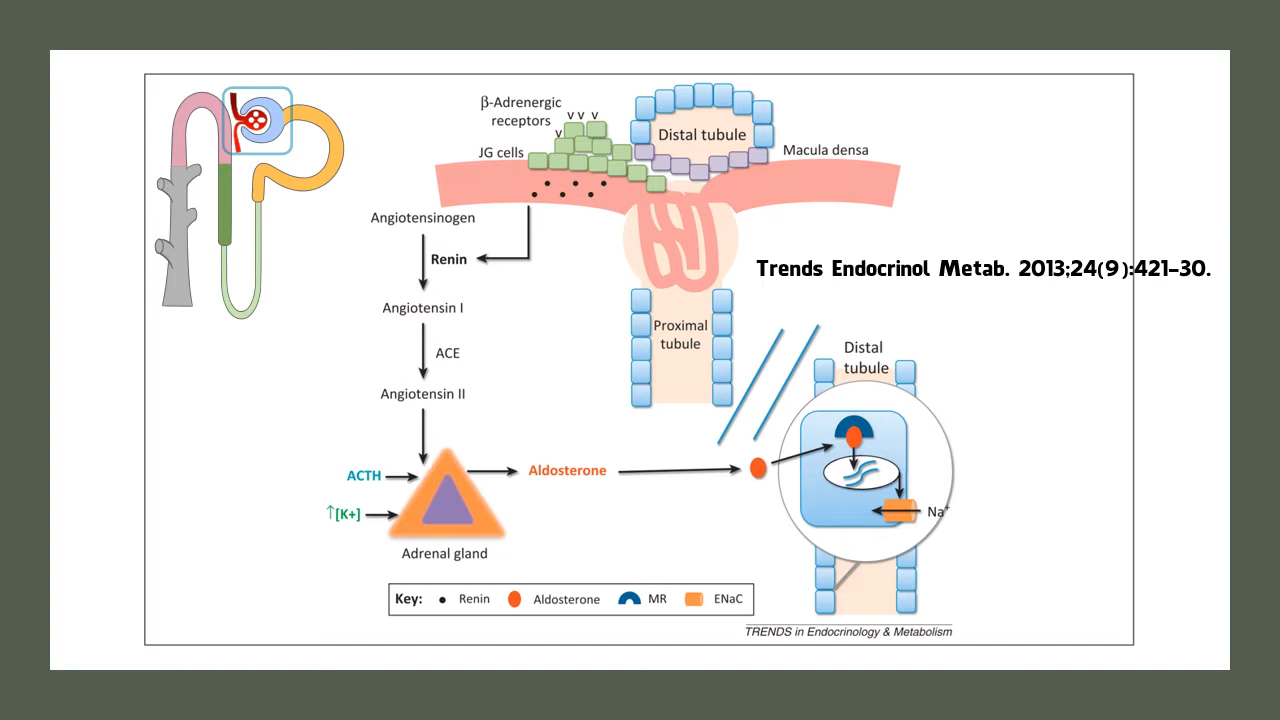 β-Adrenergic
receptors
v v v
v
JG cells
Distal tubule
Macula densa
Angiotensinogen
Renin
Trends Endocrinol Metab. 2013;24(9):421-30.
Angiotensin I
Proximal
tubule
ACE
Distal
tubule
Angiotensin II
ACTH
Aldosterone
↑[K+]
Na⁺
Adrenal gland
Key: Renin Aldosterone MR ENaC
TRENDS in Endocrinology & Metabolism